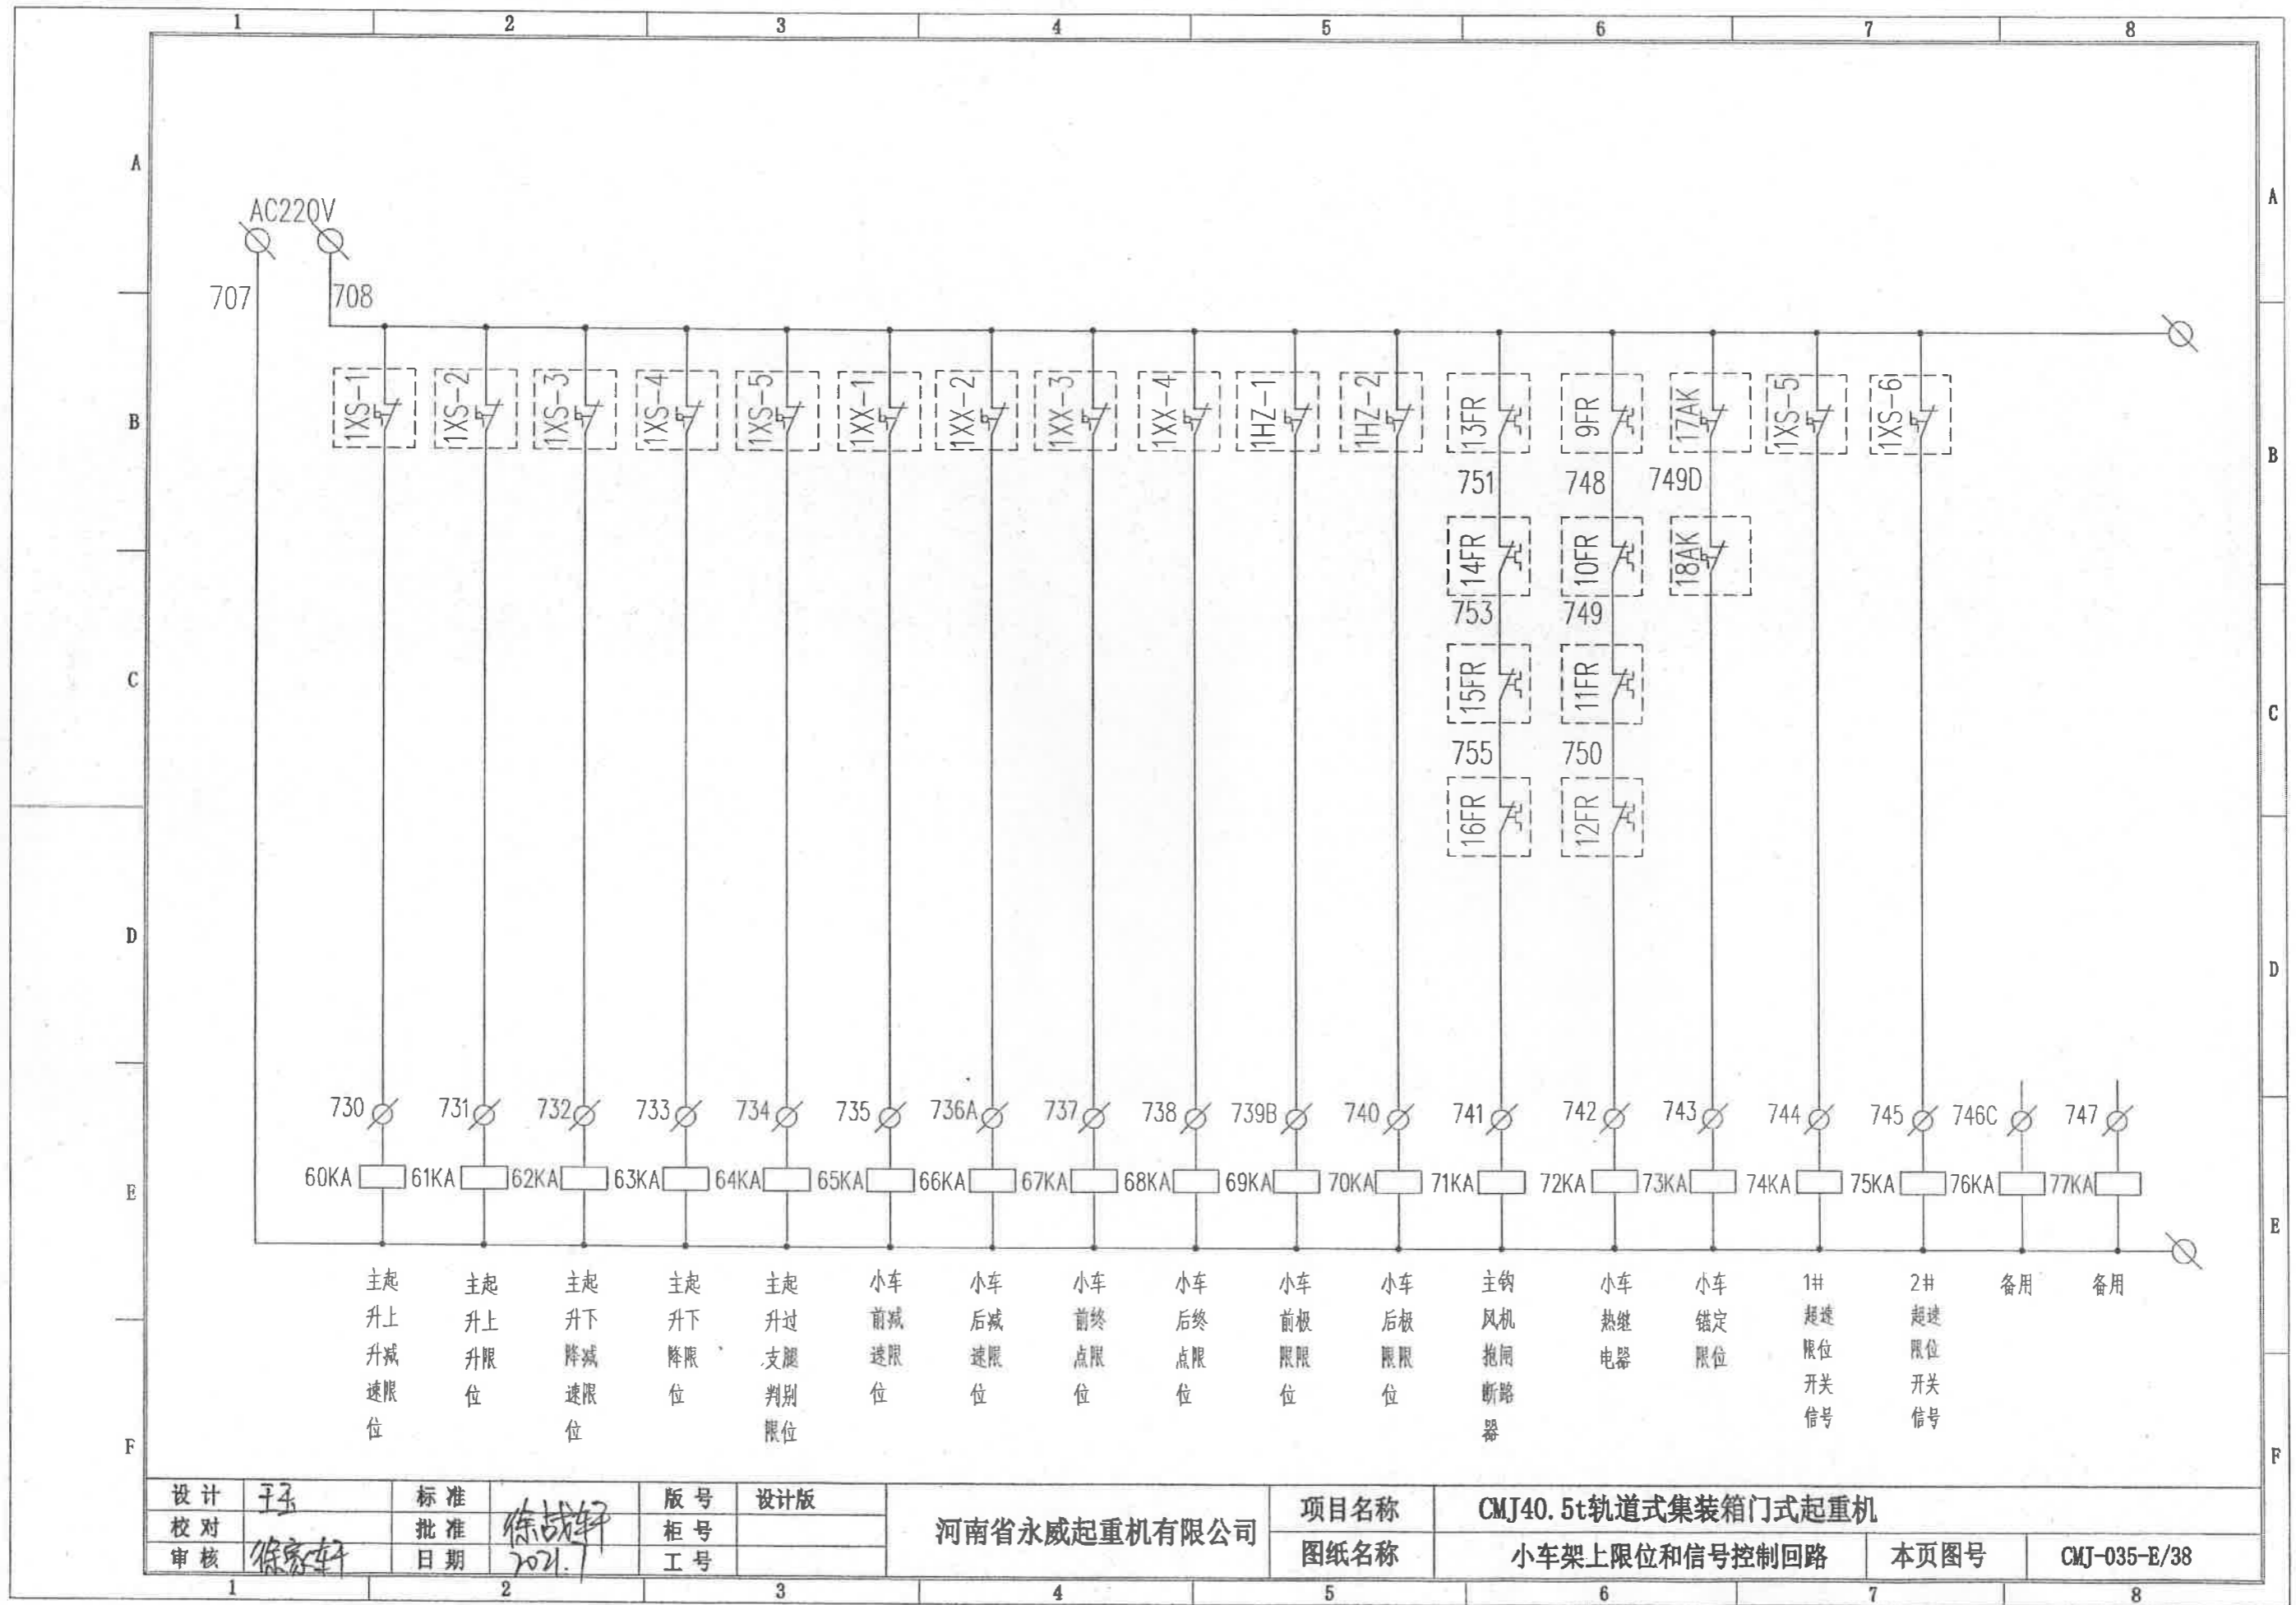 1 2 3 4 5 6 7 8
A
A
B
B
C
C
D
D
E
E
F
F
AC220V
707 708
1XS-1 1XS-2 1XS-3 1XS-4 1XS-5 1XX-1 1XX-2 1XX-3 1XX-4 1HZ-1 1HZ-2 13FR 9FR 17AK 1XS-5 1XS-6
751 748 749D
14FR 10FR 18AK
753 749
15FR 11FR
755 750
16FR 12FR
730 731 732 733 734 735 736A 737 738 739B 740 741 742 743 744 745 746C 747
60KA 61KA 62KA 63KA 64KA 65KA 66KA 67KA 68KA 69KA 70KA 71KA 72KA 73KA 74KA 75KA 76KA 77KA
主起
升上
升减
速限
位
主起
升上
升限
位
主起
升下
降减
速限
位
主起
升下
降限
位
主起
升过
支腿
判别
限位
小车
前减
速限
位
小车
后减
速限
位
小车
前终
点限
位
小车
后终
点限
位
小车
前极
限限
位
小车
后极
限限
位
主钩
风机
抱闸
断路
器
小车
热继
电器
小车
锚定
限位
1#
超速
限位
开关
信号
2#
超速
限位
开关
信号
备用
备用
设计 标准 版号 设计版
校对 批准 柜号
审核 日期 2021.7 工号
河南省永威起重机有限公司
项目名称 CMJ40.5t轨道式集装箱门式起重机
图纸名称 小车架上限位和信号控制回路 本页图号 CMJ-035-E/38
1 2 3 4 5 6 7 8